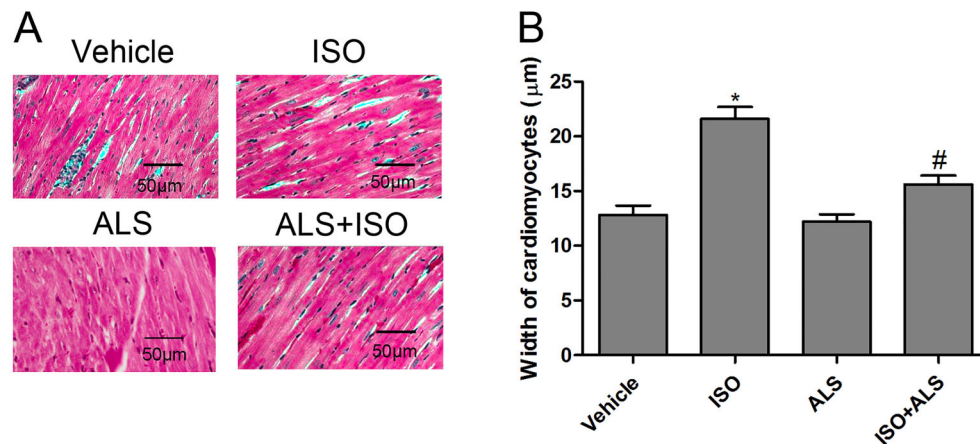 A
Vehicle
ISO
50μm
50μm
ALS
ALS+ISO
50μm
50μm
B
Width of cardiomyocytes (μm)
25
20
15
10
5
0
*
#
Vehicle
ISO
ALS
ISO+ALS